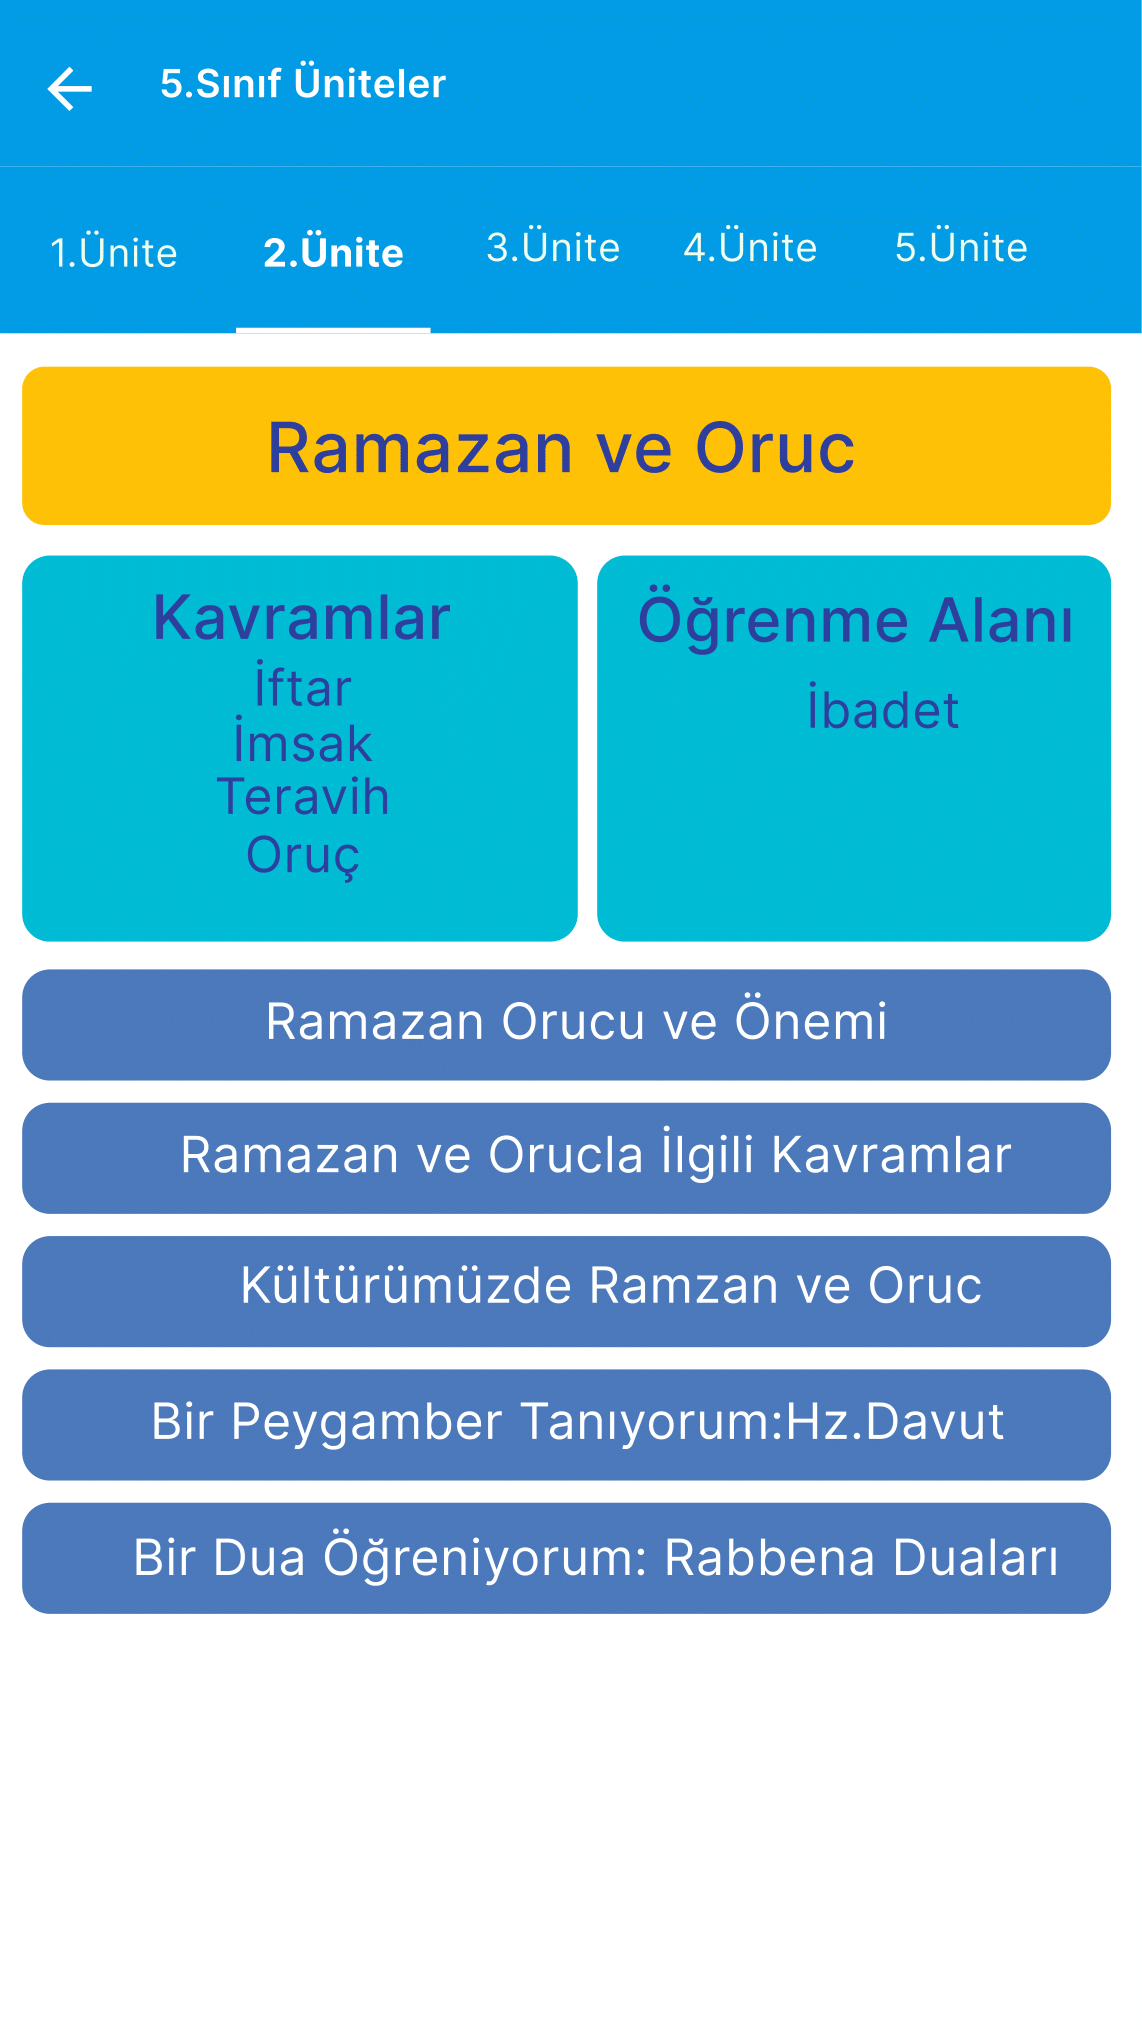 5.Sınıf Üniteler
1.Ünite
2.Ünite
3.Ünite
4.Ünite
5.Ünite
Ramazan ve Oruc
Kavramlar
İftar
İmsak
Teravih
Oruç
Öğrenme Alanı
İbadet
Ramazan Orucu ve Önemi
Ramazan ve Orucla İlgili Kavramlar
Kültürümüzde Ramzan ve Oruc
Bir Peygamber Tanıyorum:Hz.Davut
Bir Dua Öğreniyorum: Rabbena Duaları